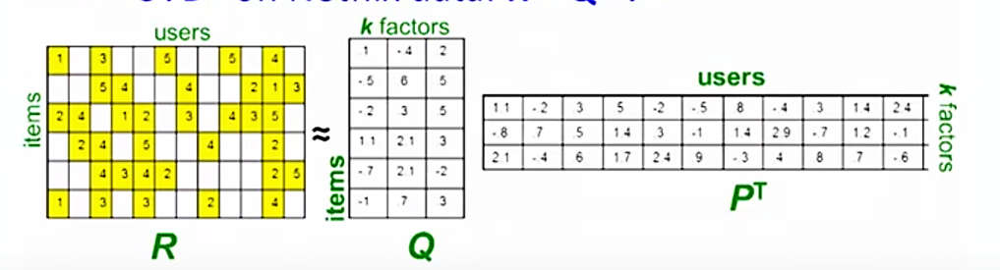 users
k factors
items
1 3 5 5 4
5 4 4 2 1 3
2 4 1 2 3 4 3 5
2 4 5 4 2
4 3 4 2 2 5
1 3 3 2 4
R
≈
items
.1 -.4 2
-.5 6 5
-.2 3 5
1.1 2.1 3
-.7 2.1 -2
-1 .7 3
Q
users
k factors
1.1 -.2 .3 5 -2 -.5 8 -.4 3 1.4 2.4
-.8 .7 .5 1.4 .3 -1 1.4 2.9 -.7 1.2 -.1
2.1 -.4 6 1.7 2.4 9 -.3 4 8 .7 -.6
Pᵀ